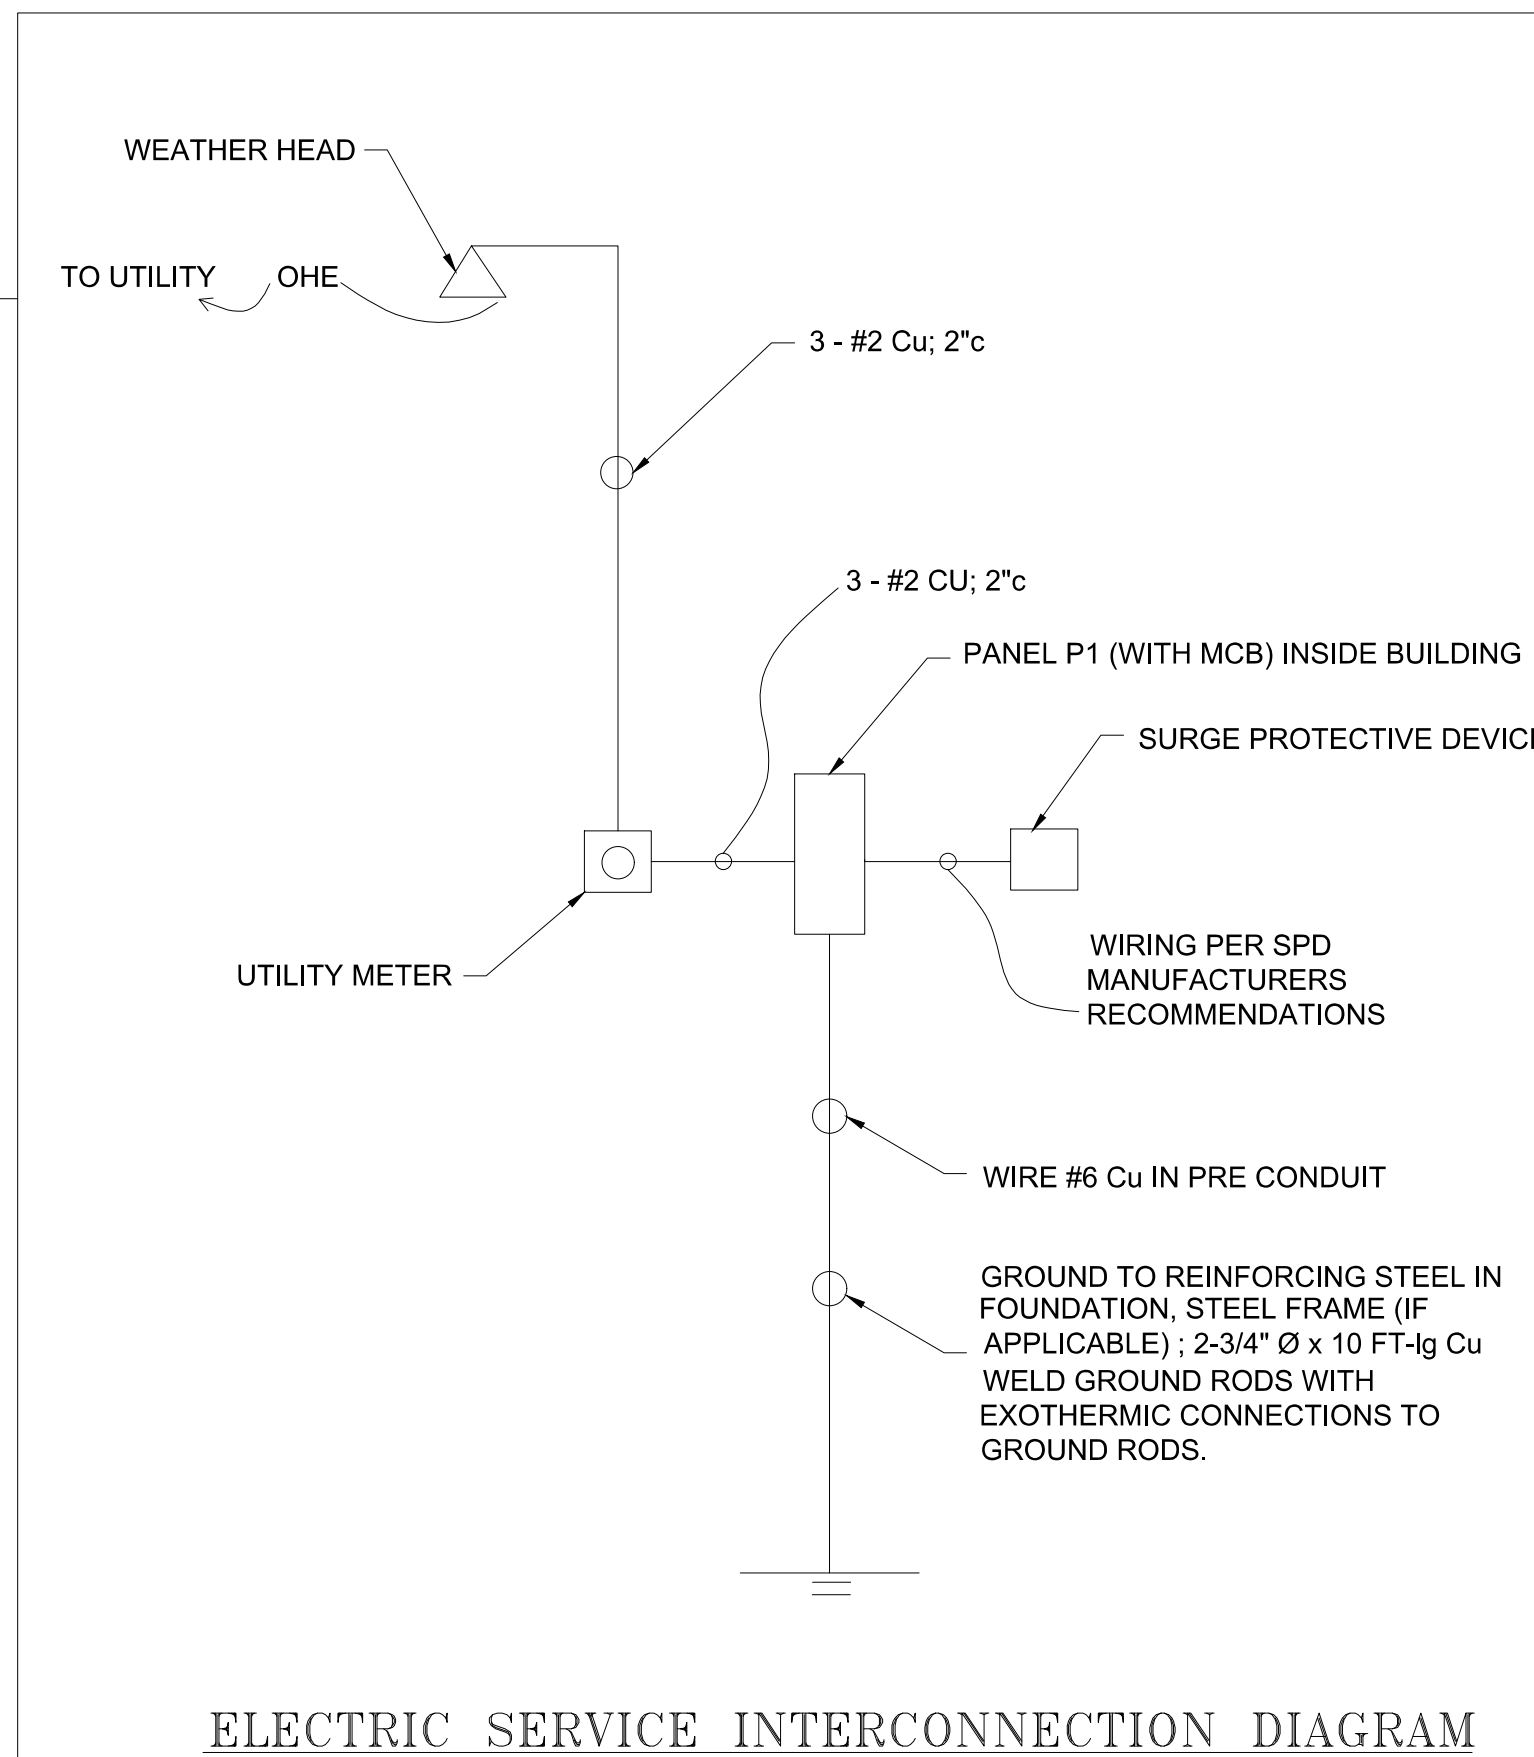 WEATHER HEAD
TO UTILITY OHE
3 - #2 Cu; 2"c
3 - #2 CU; 2"c
PANEL P1 (WITH MCB) INSIDE BUILDING
SURGE PROTECTIVE DEVIC
UTILITY METER
WIRING PER SPD
MANUFACTURERS
RECOMMENDATIONS
WIRE #6 Cu IN PRE CONDUIT
GROUND TO REINFORCING STEEL IN
FOUNDATION, STEEL FRAME (IF
APPLICABLE) ; 2-3/4" Ø x 10 FT-lg Cu
WELD GROUND RODS WITH
EXOTHERMIC CONNECTIONS TO
GROUND RODS.
ELECTRIC SERVICE INTERCONNECTION DIAGRAM